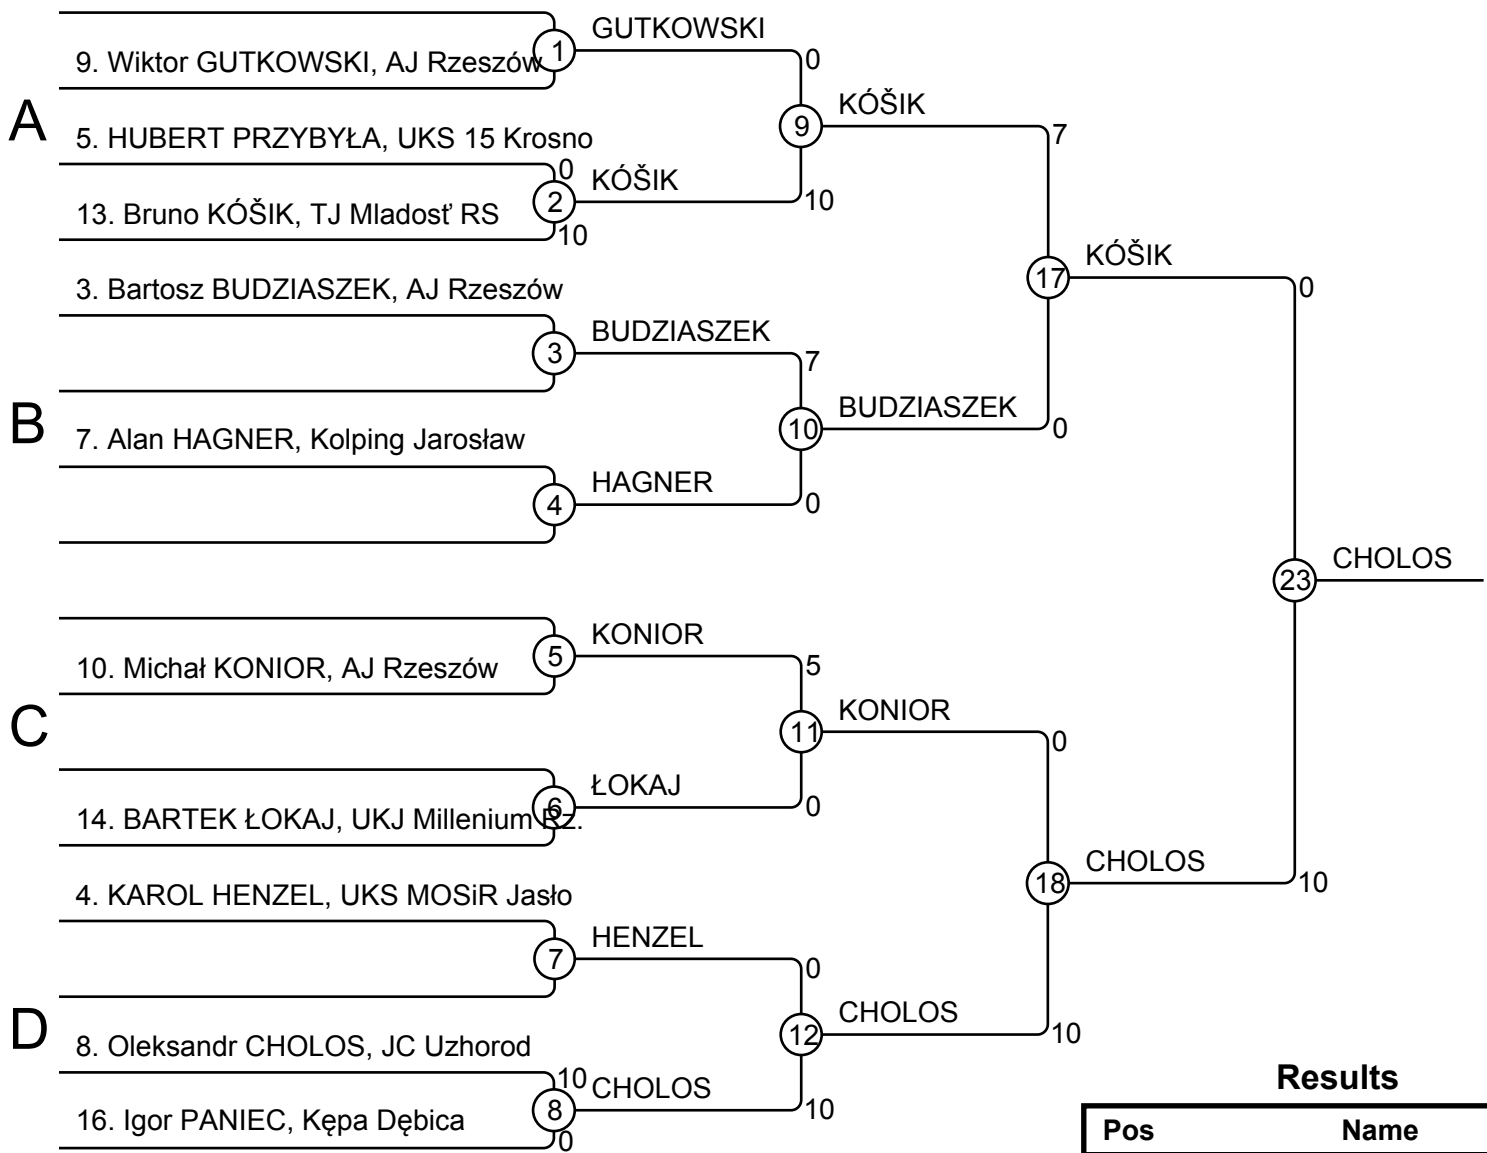 GUTKOWSKI
0
9. Wiktor GUTKOWSKI, AJ Rzeszów
1
KÓŠIK
A
9
7
5. HUBERT PRZYBYŁA, UKS 15 Krosno
0
KÓŠIK
10
13. Bruno KÓŠIK, TJ Mladosť RS
2
10
KÓŠIK
17
0
3. Bartosz BUDZIASZEK, AJ Rzeszów
BUDZIASZEK
3
7
BUDZIASZEK
B
10
0
7. Alan HAGNER, Kolping Jarosław
HAGNER
4
0
CHOLOS
23
KONIOR
5
5
10. Michał KONIOR, AJ Rzeszów
KONIOR
C
11
0
ŁOKAJ
6
0
14. BARTEK ŁOKAJ, UKJ Millenium Rz.
CHOLOS
18
10
4. KAROL HENZEL, UKS MOSiR Jasło
HENZEL
7
0
CHOLOS
D
12
10
8. Oleksandr CHOLOS, JC Uzhorod
10
CHOLOS
8
10
16. Igor PANIEC, Kępa Dębica
0
Results
Pos Name